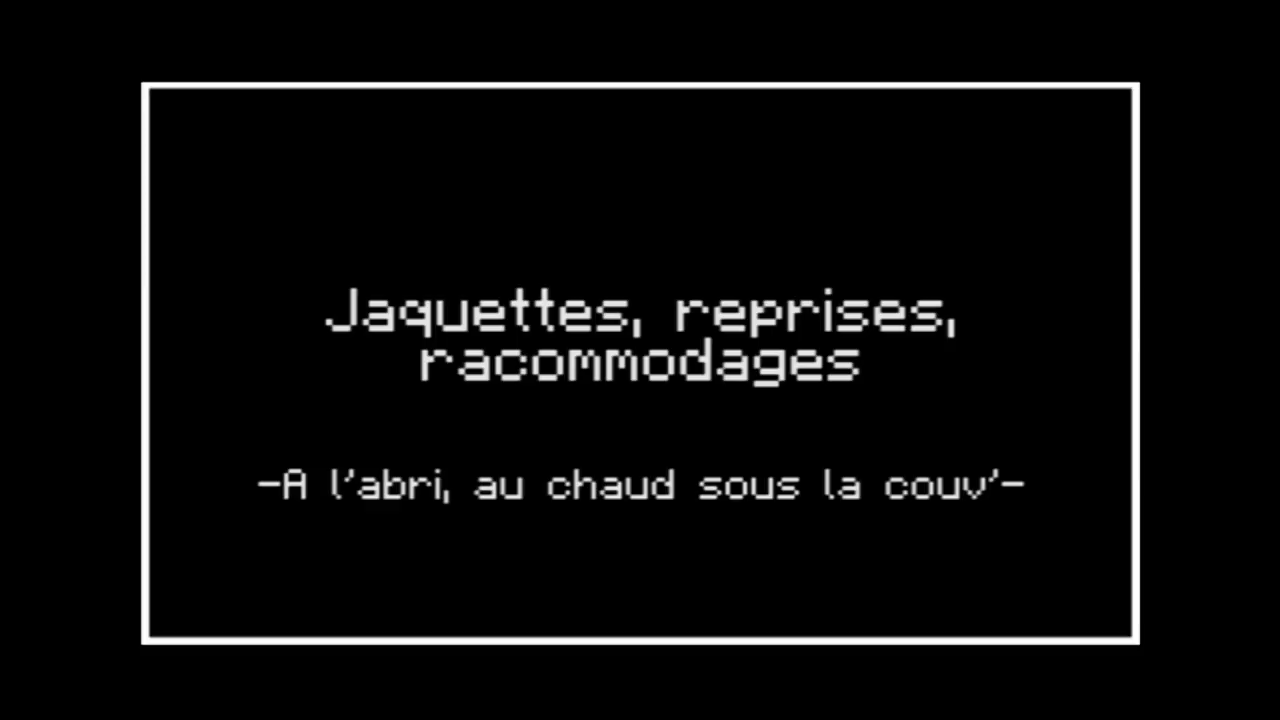 Jaquettes, reprises,
racommodages
-A l'abri, au chaud sous la couv'-